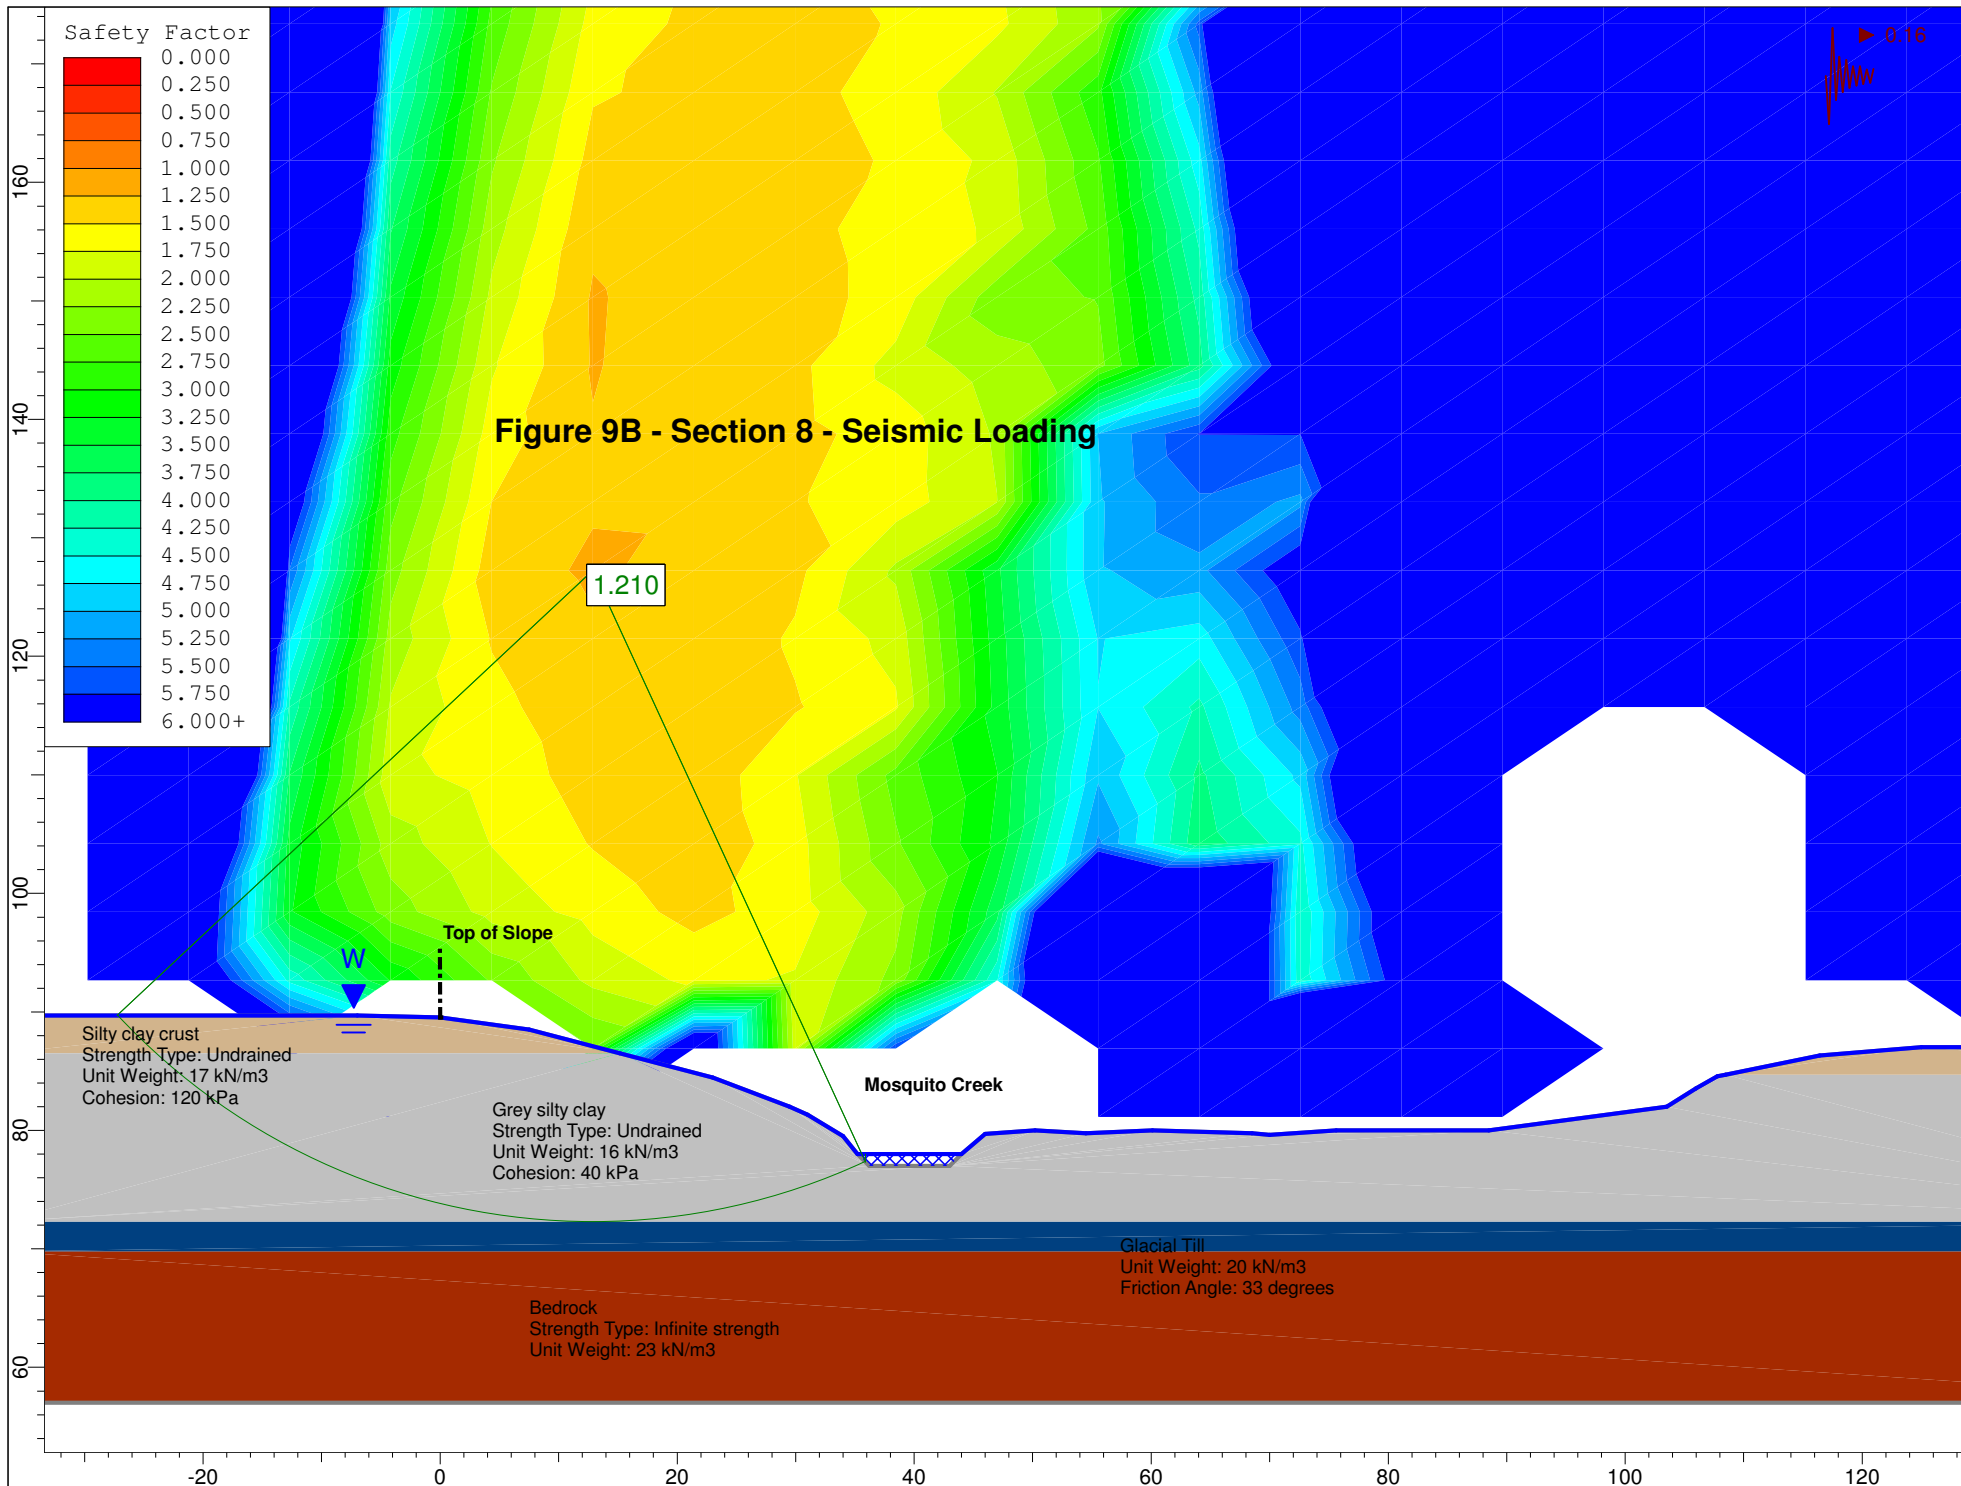 Safety Factor
0.000
0.250
0.500
0.750
1.000
1.250
1.500
1.750
2.000
2.250
2.500
2.750
3.000
3.250
3.500
3.750
4.000
4.250
4.500
4.750
5.000
5.250
5.500
5.750
6.000+
0.16
Figure 9B - Section 8 - Seismic Loading
1.210
Top of Slope
W
Silty clay crust
Strength Type: Undrained
Unit Weight: 17 kN/m3
Cohesion: 120 kPa
Mosquito Creek
Grey silty clay
Strength Type: Undrained
Unit Weight: 16 kN/m3
Cohesion: 40 kPa
Glacial Till
Unit Weight: 20 kN/m3
Friction Angle: 33 degrees
Bedrock
Strength Type: Infinite strength
Unit Weight: 23 kN/m3
160
140
120
100
80
60
-20 0 20 40 60 80 100 120